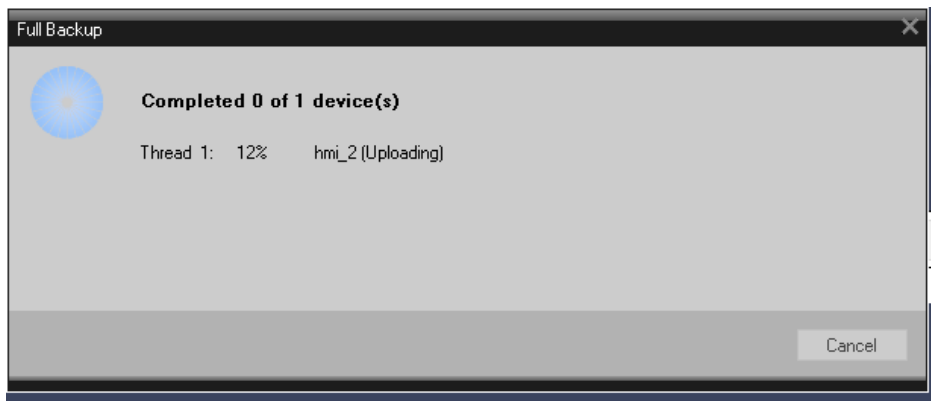 Full Backup
Completed 0 of 1 device(s)
Thread 1: 12% hmi_2 (Uploading)
Cancel